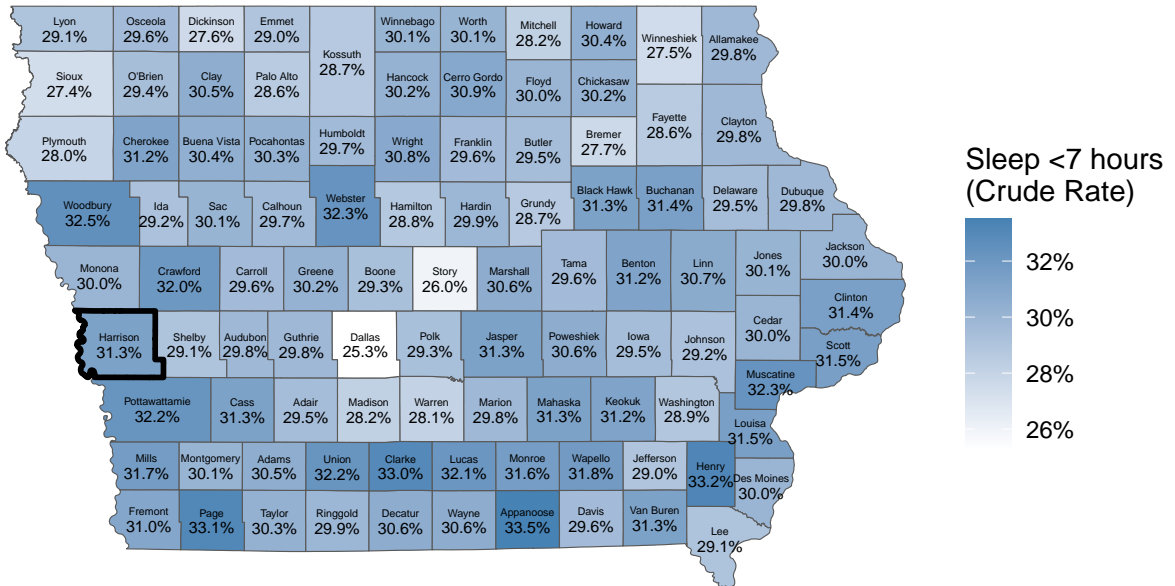 Lyon
29.1%
Osceola
29.6%
Dickinson
27.6%
Emmet
29.0%
Kossuth
28.7%
Winnebago
30.1%
Worth
30.1%
Mitchell
28.2%
Howard
30.4%
Winneshiek
27.5%
Allamakee
29.8%
Sioux
27.4%
O'Brien
29.4%
Clay
30.5%
Palo Alto
28.6%
Hancock
30.2%
Cerro Gordo
30.9%
Floyd
30.0%
Chickasaw
30.2%
Fayette
28.6%
Clayton
29.8%
Plymouth
28.0%
Cherokee
31.2%
Buena Vista
30.4%
Pocahontas
30.3%
Humboldt
29.7%
Wright
30.8%
Franklin
29.6%
Butler
29.5%
Bremer
27.7%
Woodbury
32.5%
Ida
29.2%
Sac
30.1%
Calhoun
29.7%
Webster
32.3%
Hamilton
28.8%
Hardin
29.9%
Grundy
28.7%
Black Hawk
31.3%
Buchanan
31.4%
Delaware
29.5%
Dubuque
29.8%
Monona
30.0%
Crawford
32.0%
Carroll
29.6%
Greene
30.2%
Boone
29.3%
Story
26.0%
Marshall
30.6%
Tama
29.6%
Benton
31.2%
Linn
30.7%
Jones
30.1%
Jackson
30.0%
Clinton
31.4%
Harrison
31.3%
Shelby
29.1%
Audubon
29.8%
Guthrie
29.8%
Dallas
25.3%
Polk
29.3%
Jasper
31.3%
Poweshiek
30.6%
Iowa
29.5%
Johnson
29.2%
Cedar
30.0%
Scott
31.5%
Muscatine
32.3%
Pottawattamie
32.2%
Cass
31.3%
Adair
29.5%
Madison
28.2%
Warren
28.1%
Marion
29.8%
Mahaska
31.3%
Keokuk
31.2%
Washington
28.9%
Louisa
31.5%
Mills
31.7%
Montgomery
30.1%
Adams
30.5%
Union
32.2%
Clarke
33.0%
Lucas
32.1%
Monroe
31.6%
Wapello
31.8%
Jefferson
29.0%
Henry
33.2%
Des Moines
30.0%
Fremont
31.0%
Page
33.1%
Taylor
30.3%
Ringgold
29.9%
Decatur
30.6%
Wayne
30.6%
Appanoose
33.5%
Davis
29.6%
Van Buren
31.3%
Lee
29.1%
Sleep <7 hours
(Crude Rate)
32%
30%
28%
26%